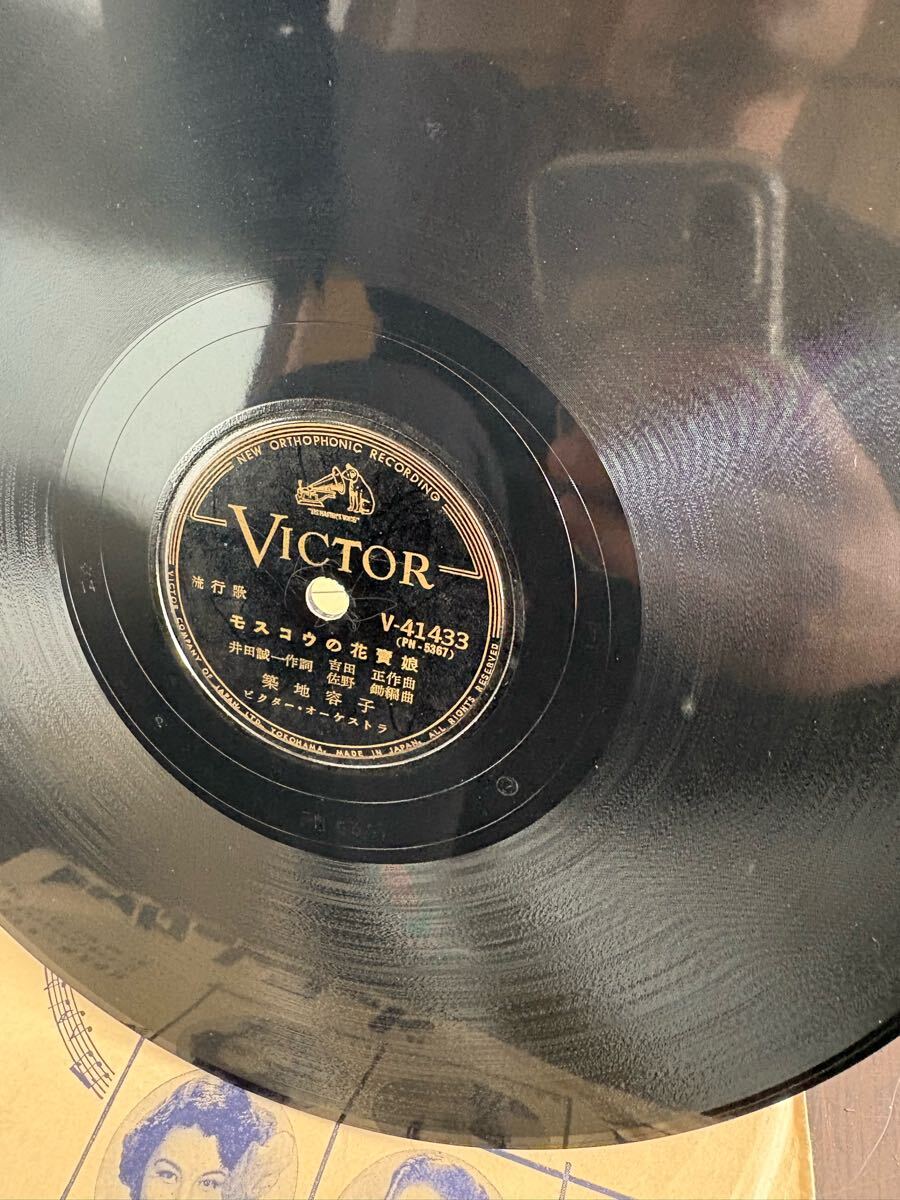 NEW ORTHOPHONIC RECORDING
"HIS MASTER'S VOICE"
VICTOR
流行歌
V-41433
(PN-5367)
モスコウの花賣娘
井田誠一作詞 吉田 正作曲
佐野 鋤編曲
築地容子
ビクター・オーケストラ
VICTOR COMPANY OF JAPAN, LTD. YOKOHAMA, MADE IN JAPAN, ALL RIGHTS RESERVED